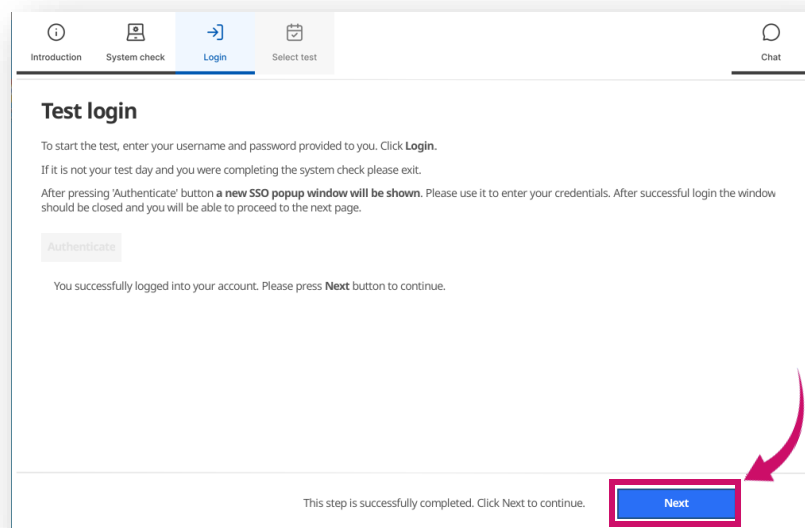 Introduction
System check
Login
Select test
Chat
Test login
To start the test, enter your username and password provided to you. Click Login.
If it is not your test day and you were completing the system check please exit.
After pressing 'Authenticate' button a new SSO popup window will be shown. Please use it to enter your credentials. After successful login the window
should be closed and you will be able to proceed to the next page.
Authenticate
You successfully logged into your account. Please press Next button to continue.
This step is successfully completed. Click Next to continue.
Next